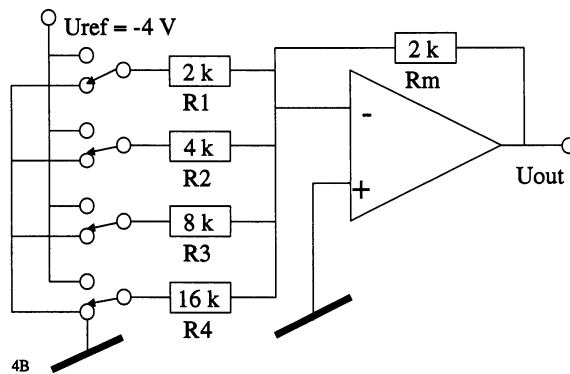 Uref = -4 V
2 k
R1
4 k
R2
8 k
R3
16 k
R4
2 k
Rm
-
+
Uout
4B